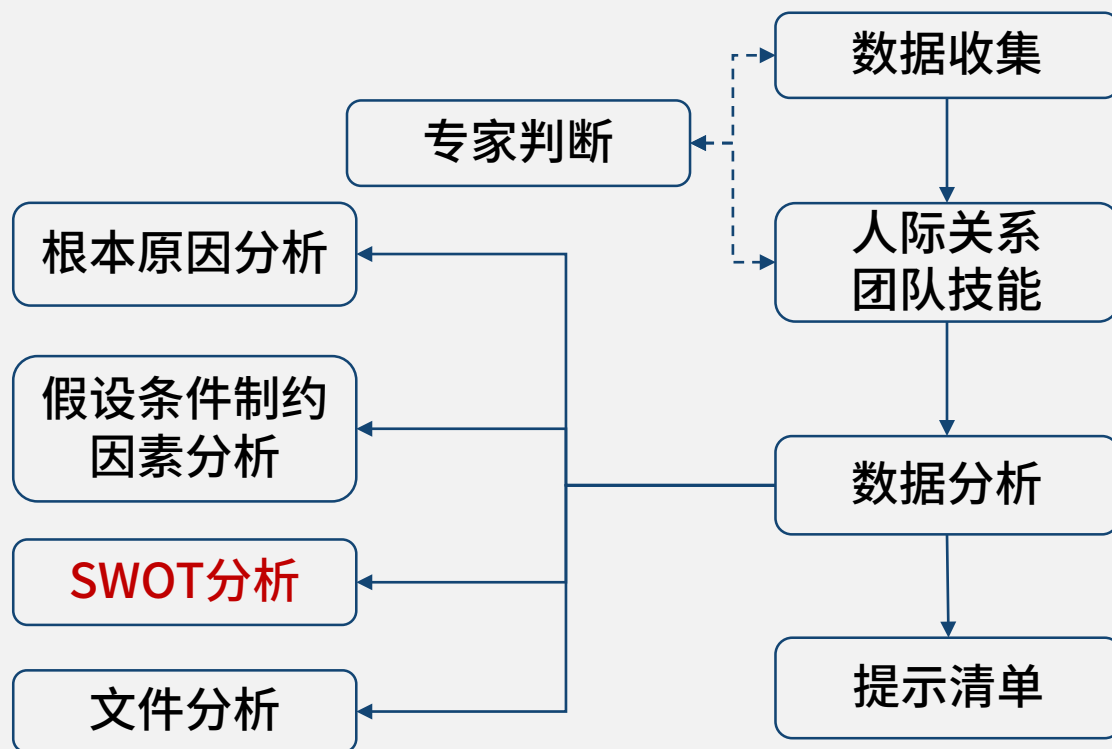 数据收集
专家判断
人际关系
团队技能
根本原因分析
假设条件制约
因素分析
数据分析
SWOT分析
提示清单
文件分析